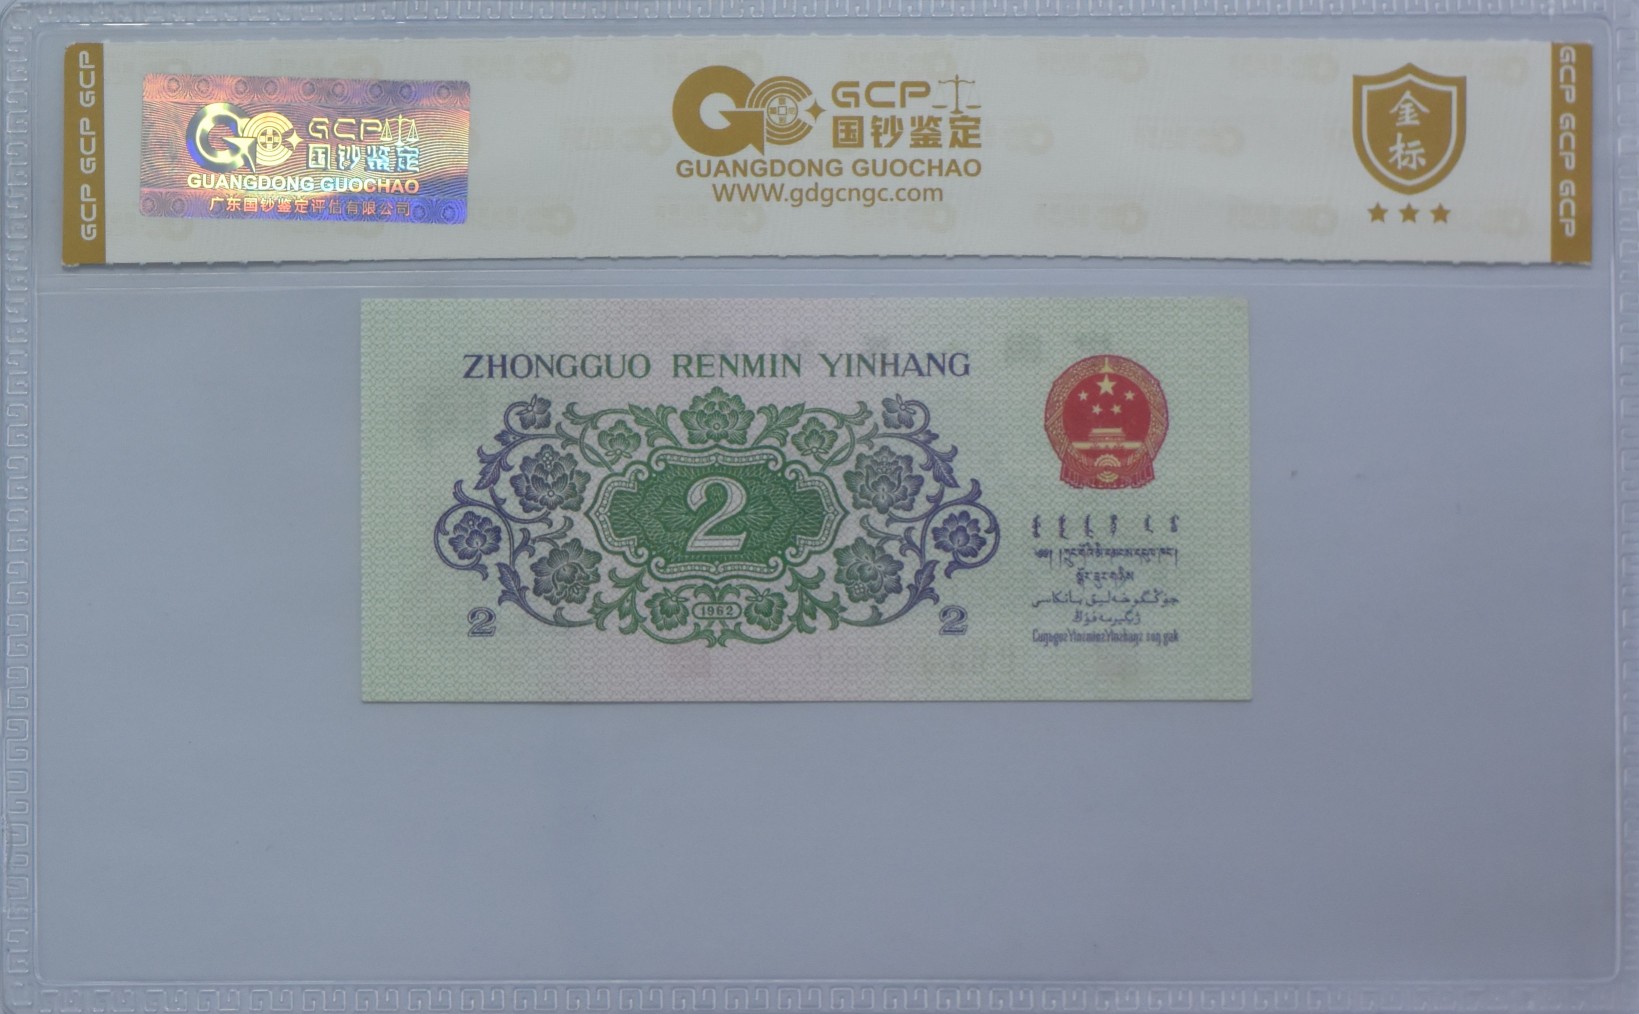 GCP GCP GCP
GCP
国钞鉴定
GUANGDONG GUOCHAO
广东国钞鉴定评估有限公司
GCP
国钞鉴定
GUANGDONG GUOCHAO
WWW.gdgcngc.com
金
标
GCP GCP GCP
ZHONGGUO RENMIN YINHANG
2
1962
2
2